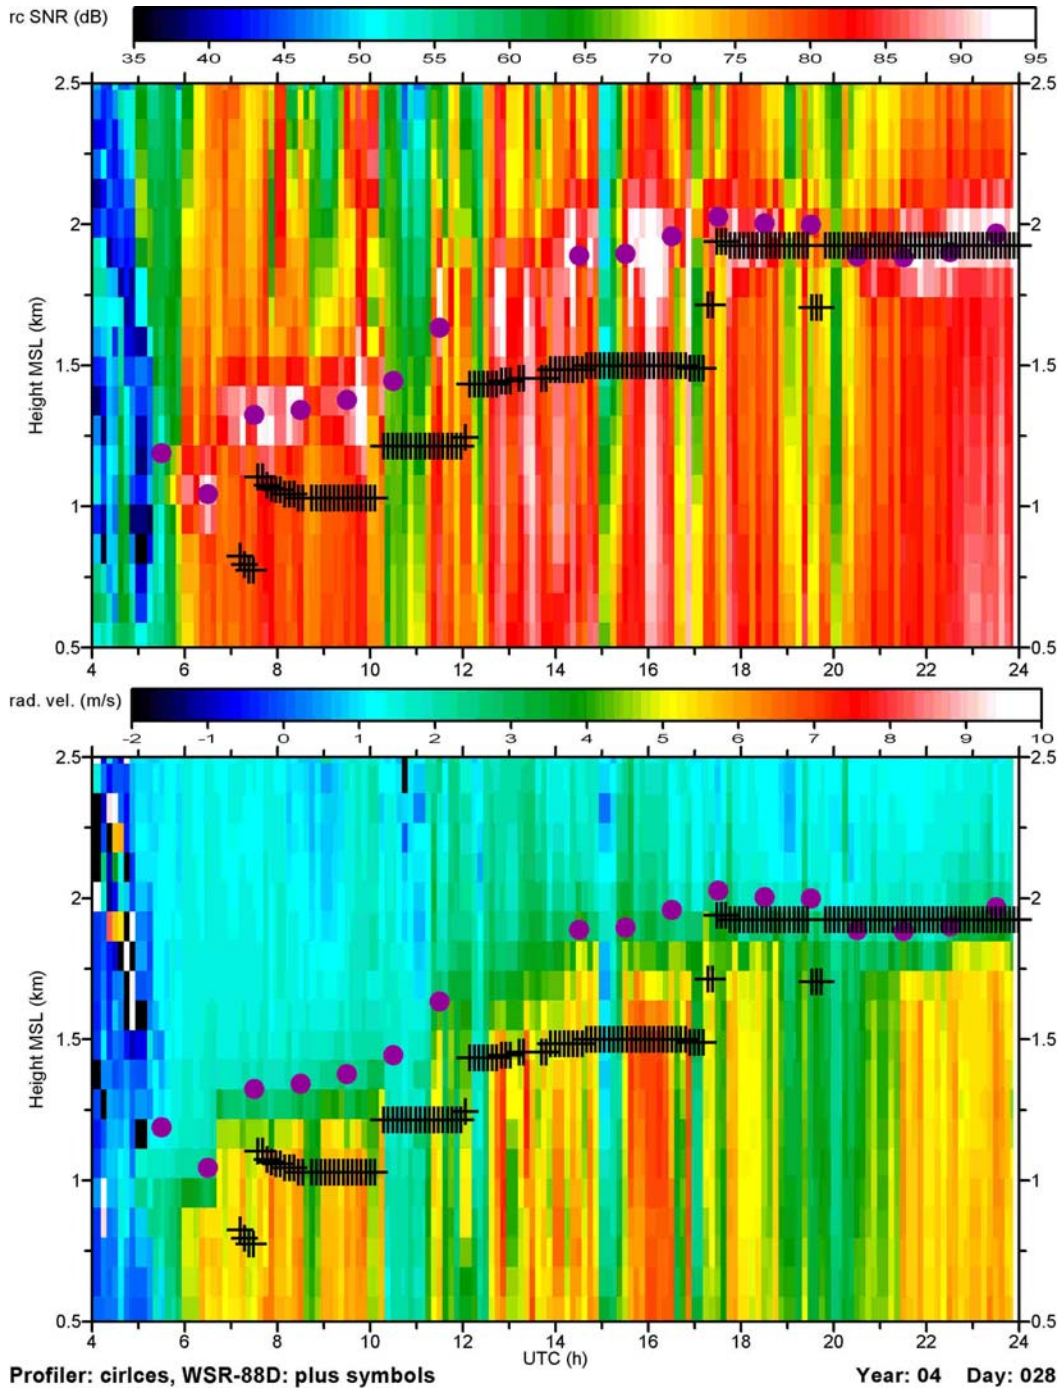 rc SNR (dB)
35 40 45 50 55 60 65 70 75 80 85 90 95
2.5 2.5
2 2
Height MSL (km)
1.5 1.5
1 1
0.5 0.5
4 6 8 10 12 14 16 18 20 22 24
rad. vel. (m/s)
-2 -1 0 1 2 3 4 5 6 7 8 9 10
2.5 2.5
2 2
Height MSL (km)
1.5 1.5
1 1
0.5 0.5
4 6 8 10 12 14 16 18 20 22 24
UTC (h)
Profiler: cirlces, WSR-88D: plus symbols Year: 04 Day: 028